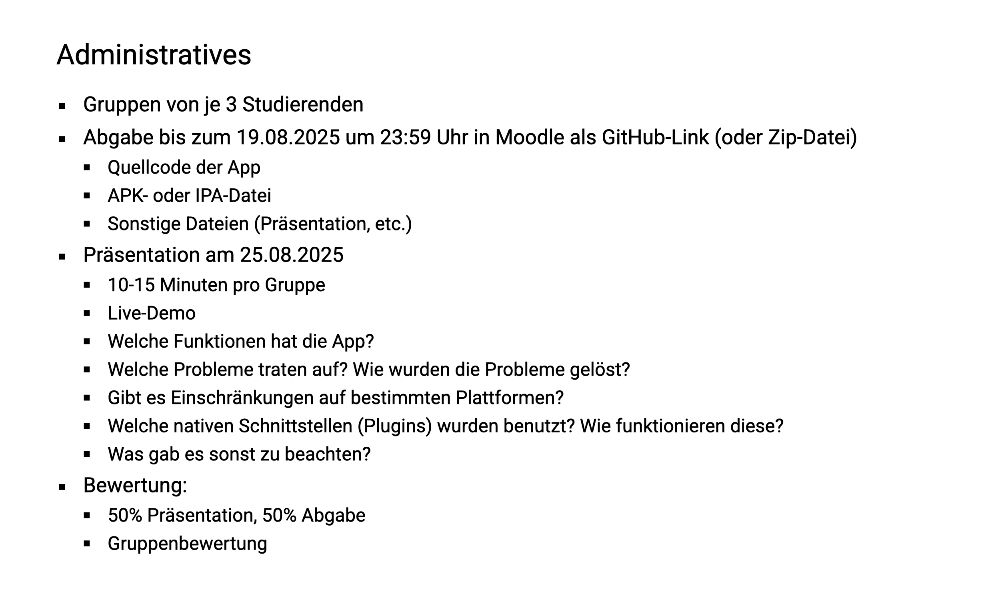 Administratives
▪ Gruppen von je 3 Studierenden
▪ Abgabe bis zum 19.08.2025 um 23:59 Uhr in Moodle als GitHub-Link (oder Zip-Datei)
▪ Quellcode der App
▪ APK- oder IPA-Datei
▪ Sonstige Dateien (Präsentation, etc.)
▪ Präsentation am 25.08.2025
▪ 10-15 Minuten pro Gruppe
▪ Live-Demo
▪ Welche Funktionen hat die App?
▪ Welche Probleme traten auf? Wie wurden die Probleme gelöst?
▪ Gibt es Einschränkungen auf bestimmten Plattformen?
▪ Welche nativen Schnittstellen (Plugins) wurden benutzt? Wie funktionieren diese?
▪ Was gab es sonst zu beachten?
▪ Bewertung:
▪ 50% Präsentation, 50% Abgabe
▪ Gruppenbewertung